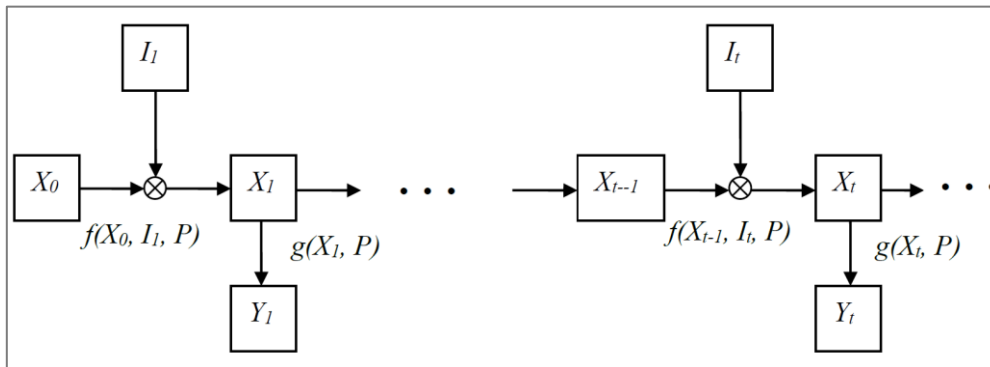 I₁ Iₜ
X₀ X₁ • • • Xₜ--₁ Xₜ • • •
f(X₀, I₁, P) g(X₁, P) f(Xₜ₋₁, Iₜ, P) g(Xₜ, P)
Y₁ Yₜ